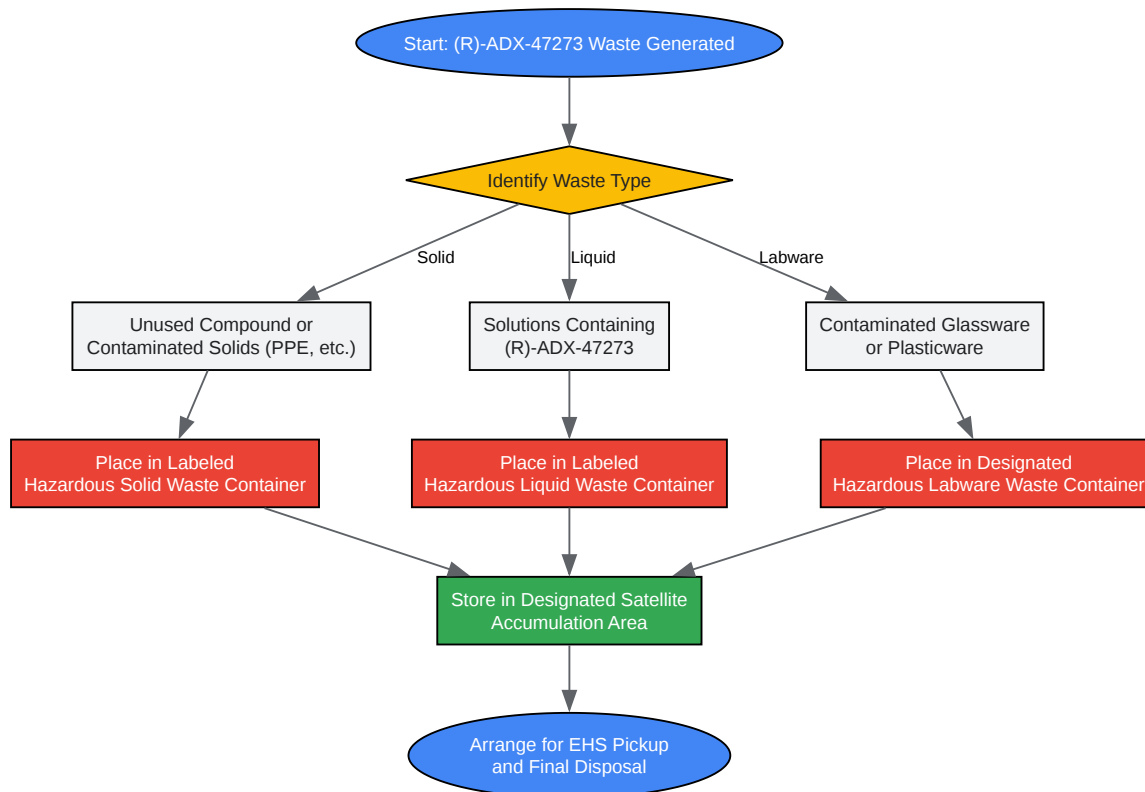 Start: (R)-ADX-47273 Waste Generated
Identify Waste Type
Solid
Liquid
Labware
Unused Compound or
Contaminated Solids (PPE, etc.)
Solutions Containing
(R)-ADX-47273
Contaminated Glassware
or Plasticware
Place in Labeled
Hazardous Solid Waste Container
Place in Labeled
Hazardous Liquid Waste Container
Place in Designated
Hazardous Labware Waste Container
Store in Designated Satellite
Accumulation Area
Arrange for EHS Pickup
and Final Disposal